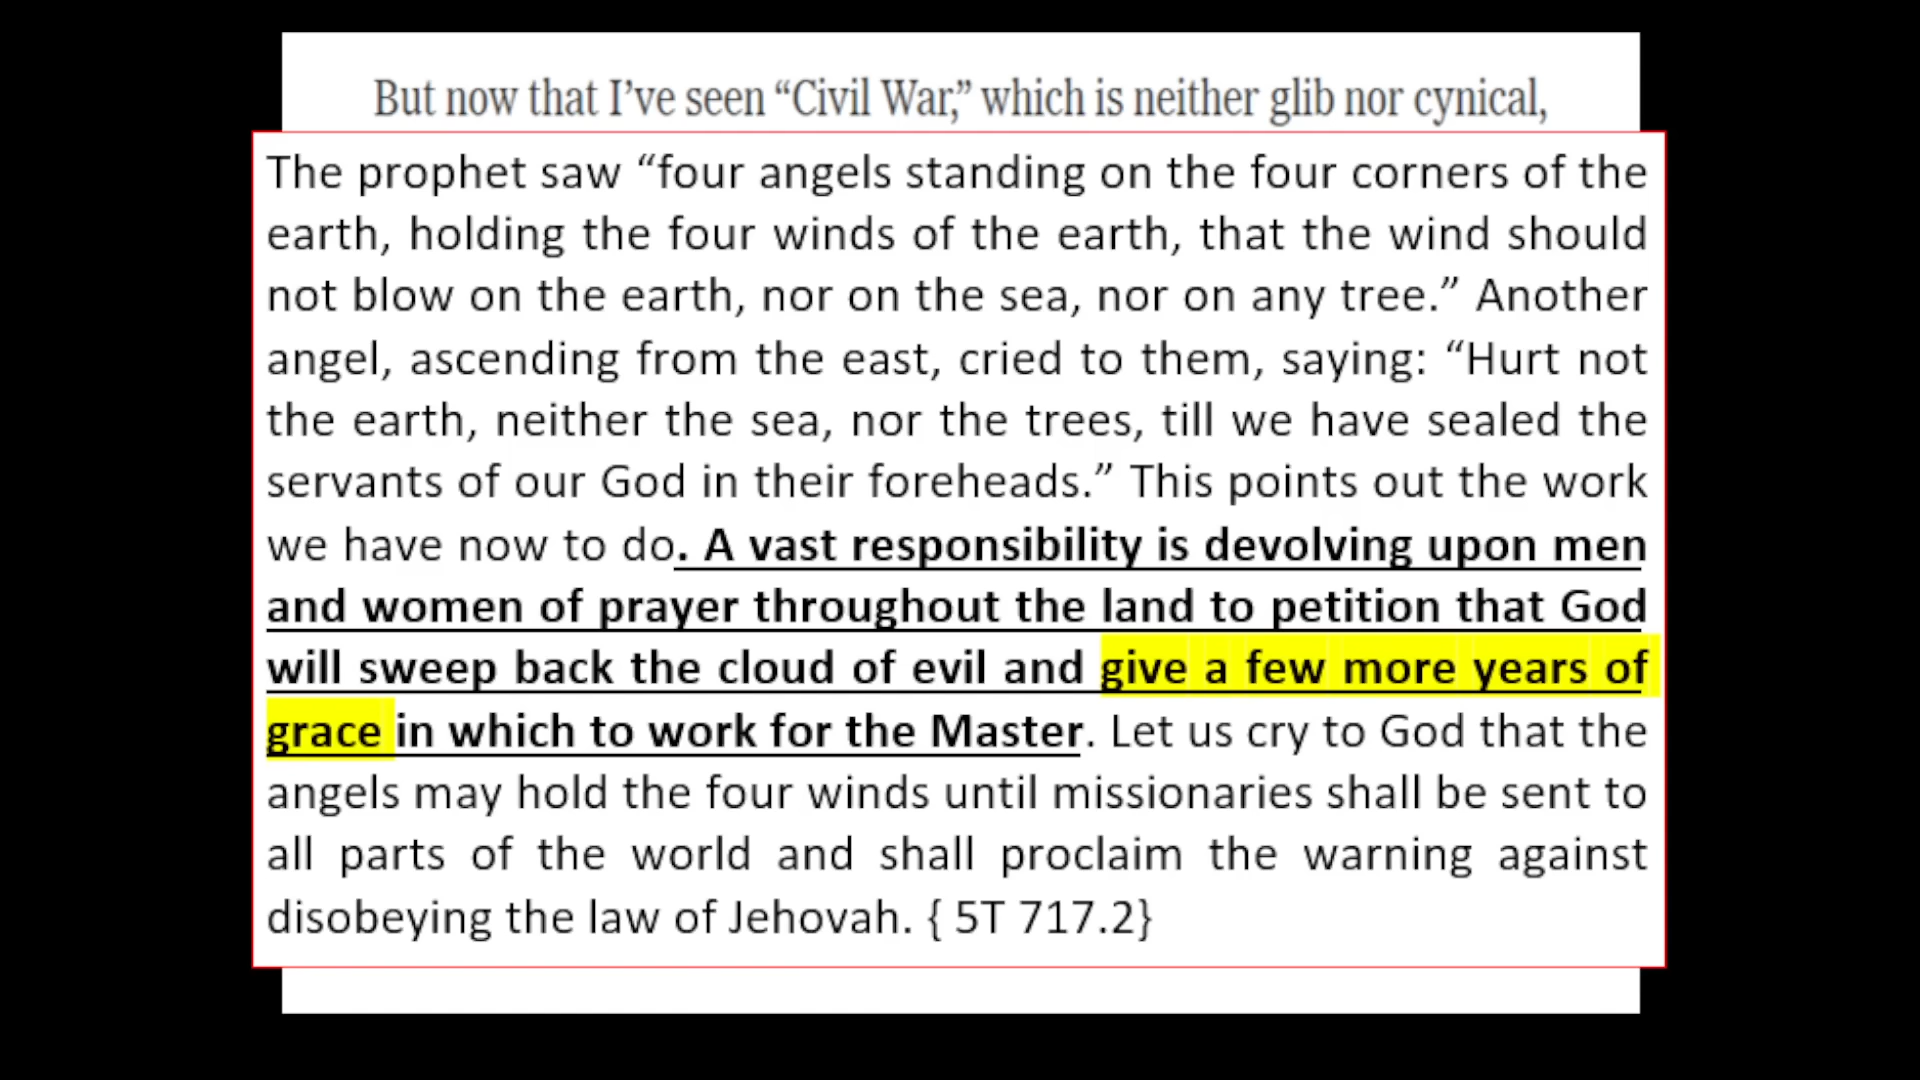 But now that I’ve seen “Civil War,” which is neither glib nor cynical,
The prophet saw “four angels standing on the four corners of the
earth, holding the four winds of the earth, that the wind should
not blow on the earth, nor on the sea, nor on any tree.” Another
angel, ascending from the east, cried to them, saying: “Hurt not
the earth, neither the sea, nor the trees, till we have sealed the
servants of our God in their foreheads.” This points out the work
we have now to do. A vast responsibility is devolving upon men
and women of prayer throughout the land to petition that God
will sweep back the cloud of evil and give a few more years of
grace in which to work for the Master. Let us cry to God that the
angels may hold the four winds until missionaries shall be sent to
all parts of the world and shall proclaim the warning against
disobeying the law of Jehovah. { 5T 717.2}